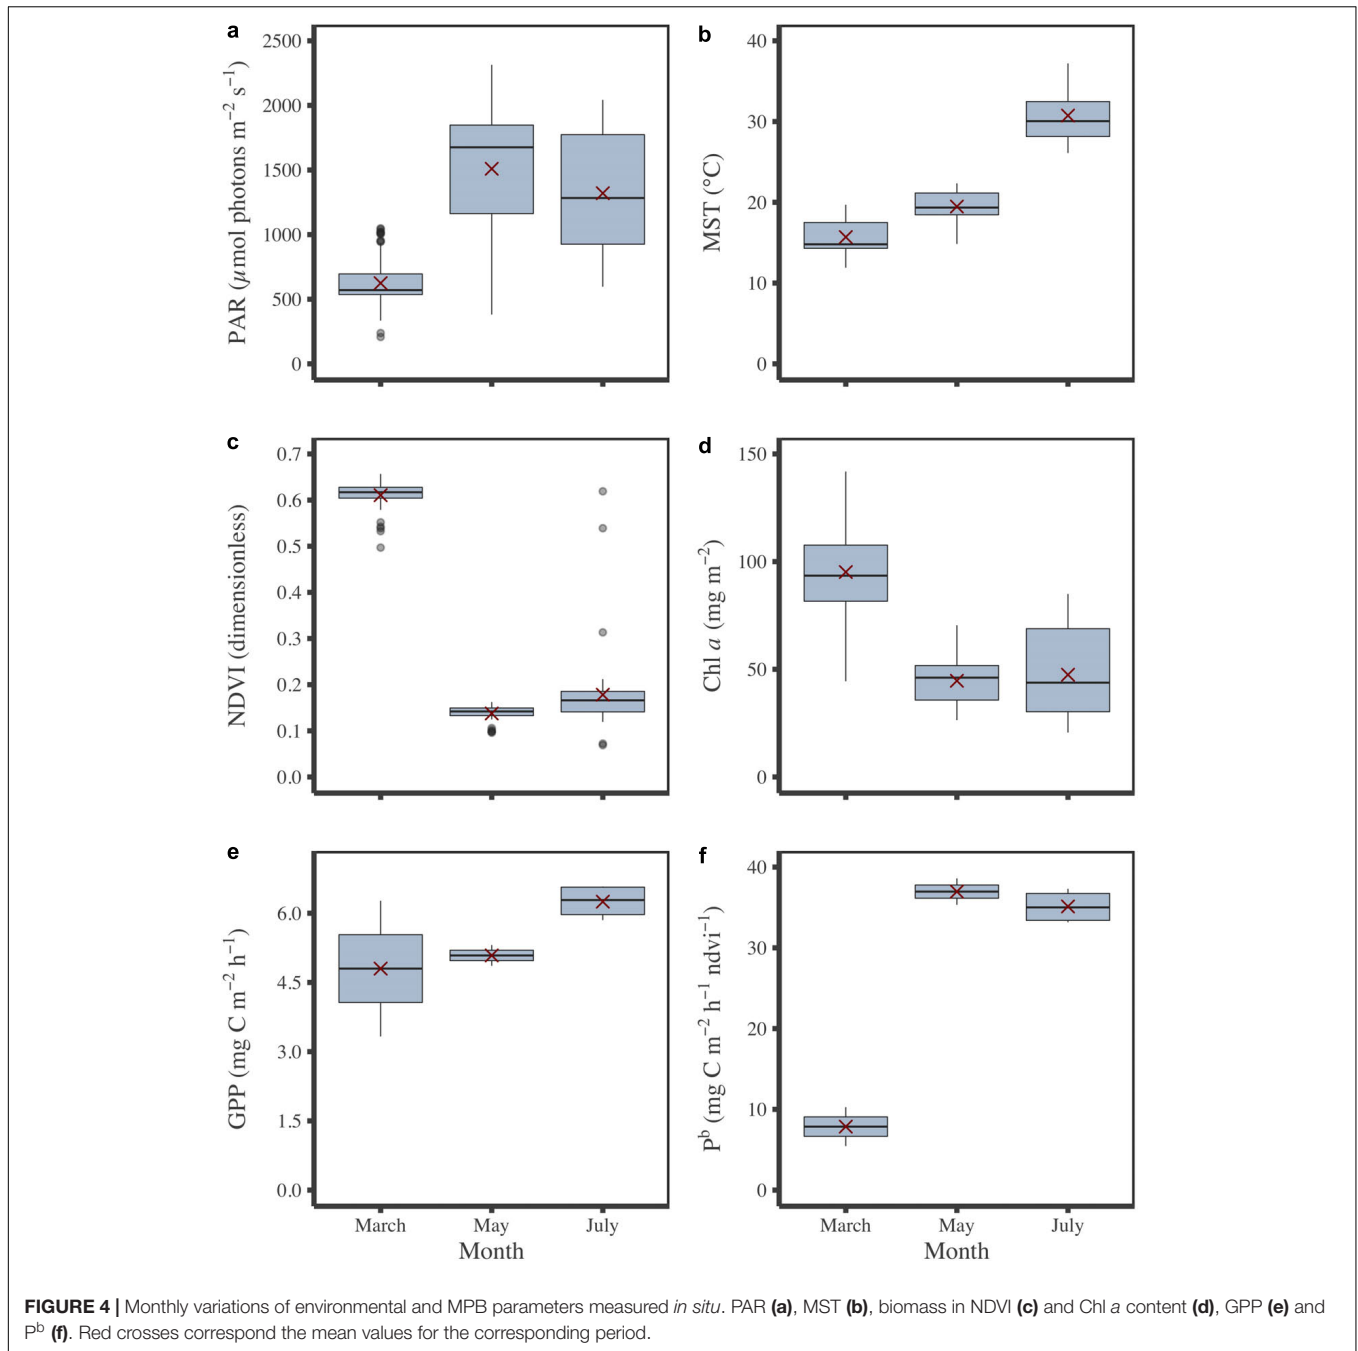 a
2500
2000
1500
1000
500
0
PAR (µmol photons m⁻² s⁻¹)
b
40
30
20
10
0
MST (°C)
c
0.7
0.6
0.5
0.4
0.3
0.2
0.1
0.0
NDVI (dimensionless)
d
150
100
50
0
Chl a (mg m⁻²)
e
6.0
4.5
3.0
1.5
0.0
GPP (mg C m⁻² h⁻¹)
March May July
Month
f
40
30
20
10
0
Pᵇ (mg C m⁻² h⁻¹ ndvi⁻¹)
March May July
Month
FIGURE 4 | Monthly variations of environmental and MPB parameters measured in situ. PAR (a), MST (b), biomass in NDVI (c) and Chl a content (d), GPP (e) and
Pᵇ (f). Red crosses correspond the mean values for the corresponding period.